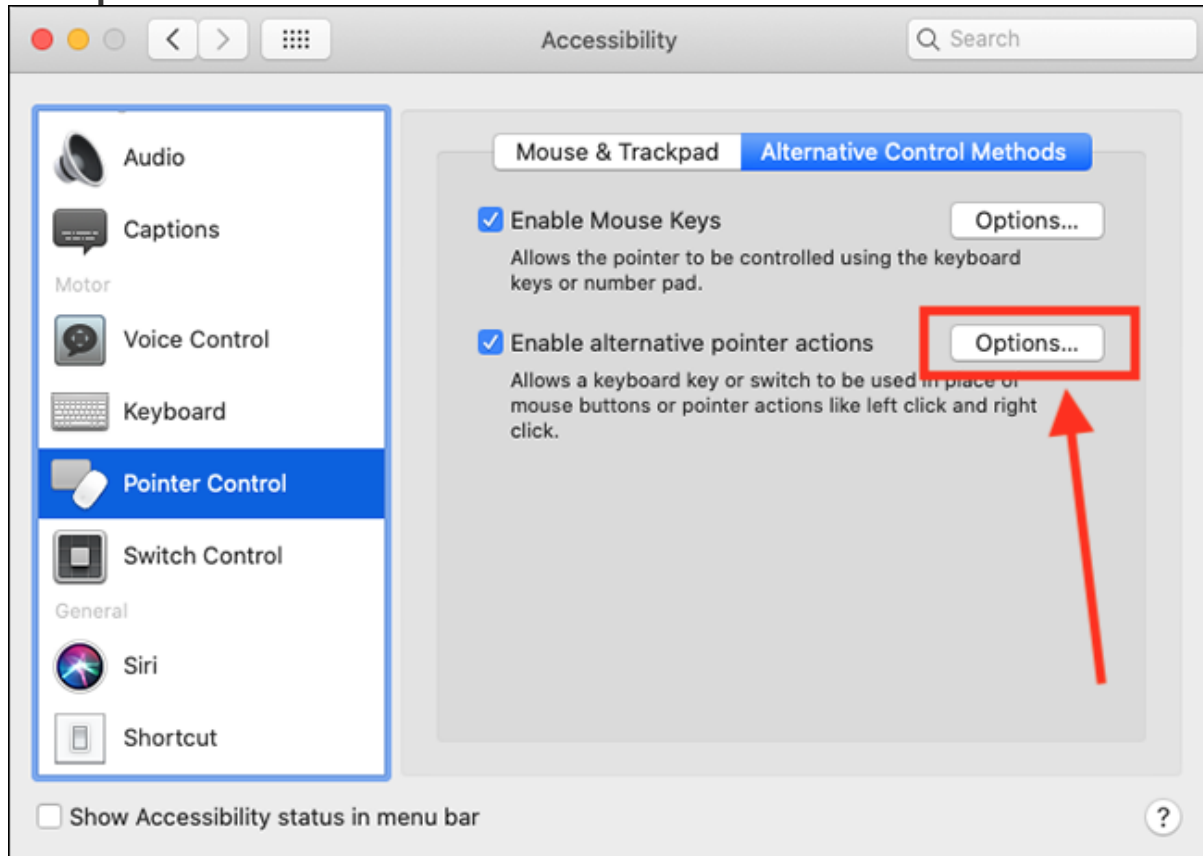 Accessibility
Search
Audio
Captions
Motor
Voice Control
Keyboard
Pointer Control
Switch Control
General
Siri
Shortcut
Mouse & Trackpad
Alternative Control Methods
Enable Mouse Keys
Options...
Allows the pointer to be controlled using the keyboard
keys or number pad.
Enable alternative pointer actions
Options...
Allows a keyboard key or switch to be used in place of
mouse buttons or pointer actions like left click and right
click.
Show Accessibility status in menu bar
?